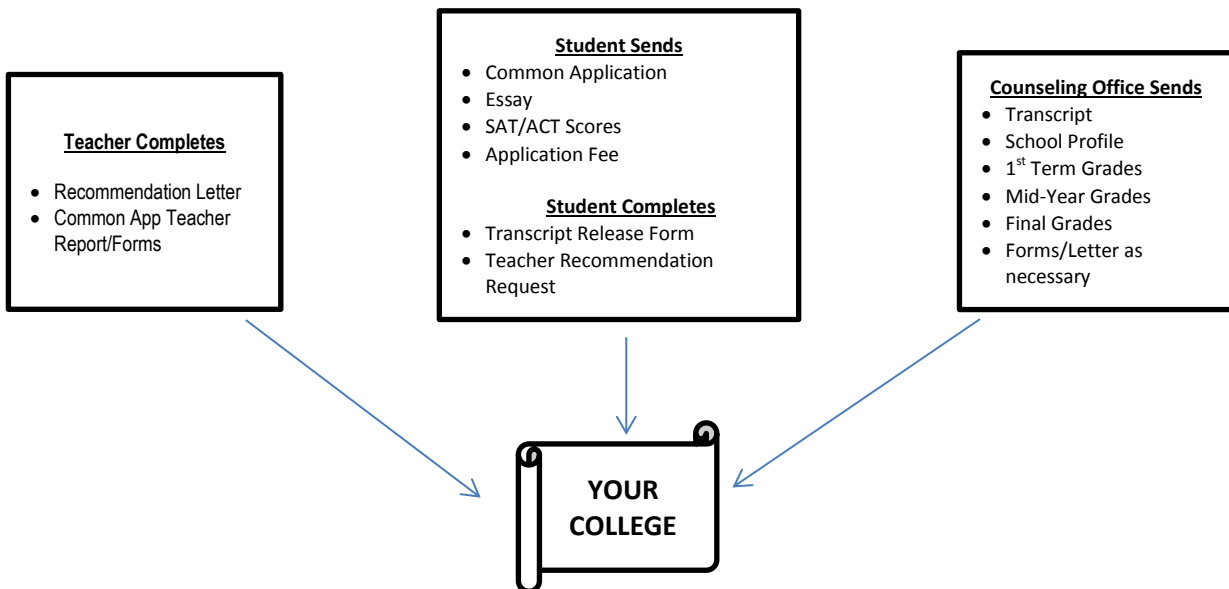 Teacher Completes
• Recommendation Letter
• Common App Teacher
Report/Forms
Student Sends
• Common Application
• Essay
• SAT/ACT Scores
• Application Fee
Student Completes
• Transcript Release Form
• Teacher Recommendation
Request
Counseling Office Sends
• Transcript
• School Profile
• 1st Term Grades
• Mid-Year Grades
• Final Grades
• Forms/Letter as
necessary
YOUR
COLLEGE